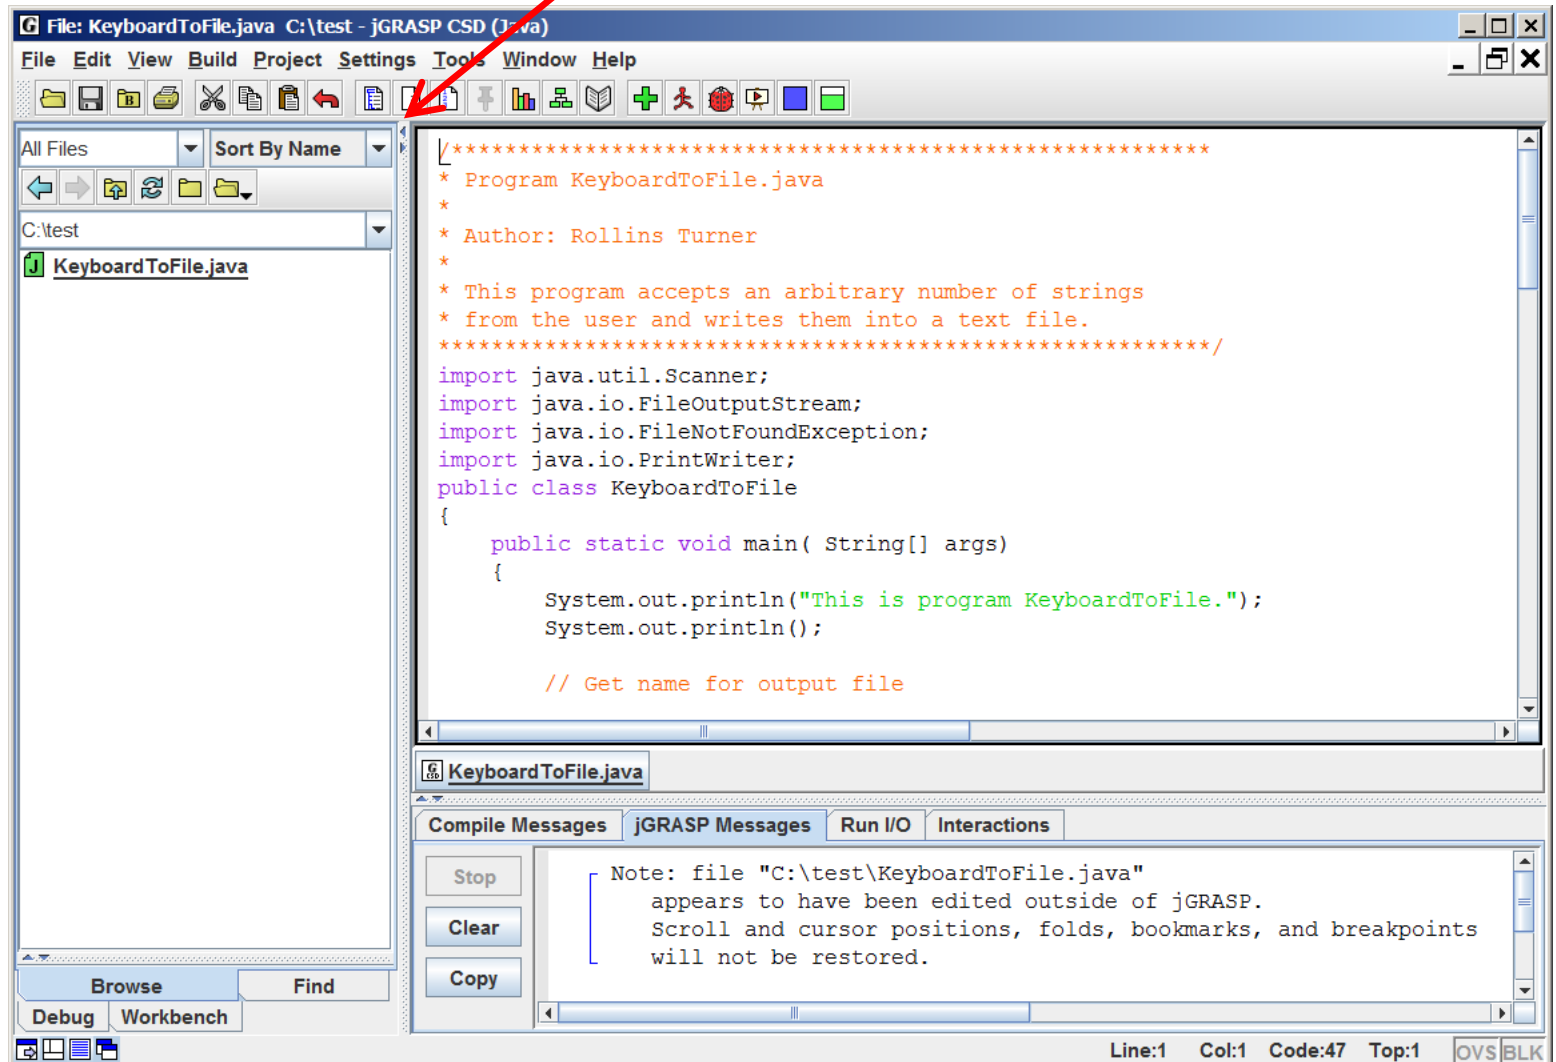 File: KeyboardToFile.java  C:\test - jGRASP CSD (Java)
File Edit View Build Project Settings Tools Window Help
All Files
Sort By Name
C:\test
KeyboardToFile.java
/*********************************************************
* Program KeyboardToFile.java
*
* Author: Rollins Turner
*
* This program accepts an arbitrary number of strings
* from the user and writes them into a text file.
**********************************************************/
import java.util.Scanner;
import java.io.FileOutputStream;
import java.io.FileNotFoundException;
import java.io.PrintWriter;
public class KeyboardToFile
{
    public static void main( String[] args)
    {
        System.out.println("This is program KeyboardToFile.");
        System.out.println();
        // Get name for output file
KeyboardToFile.java
Compile Messages
jGRASP Messages
Run I/O
Interactions
Stop
Clear
Copy
Note: file "C:\test\KeyboardToFile.java"
appears to have been edited outside of jGRASP.
Scroll and cursor positions, folds, bookmarks, and breakpoints
will not be restored.
Browse
Find
Debug
Workbench
Line:1 Col:1 Code:47 Top:1 OVS BLK